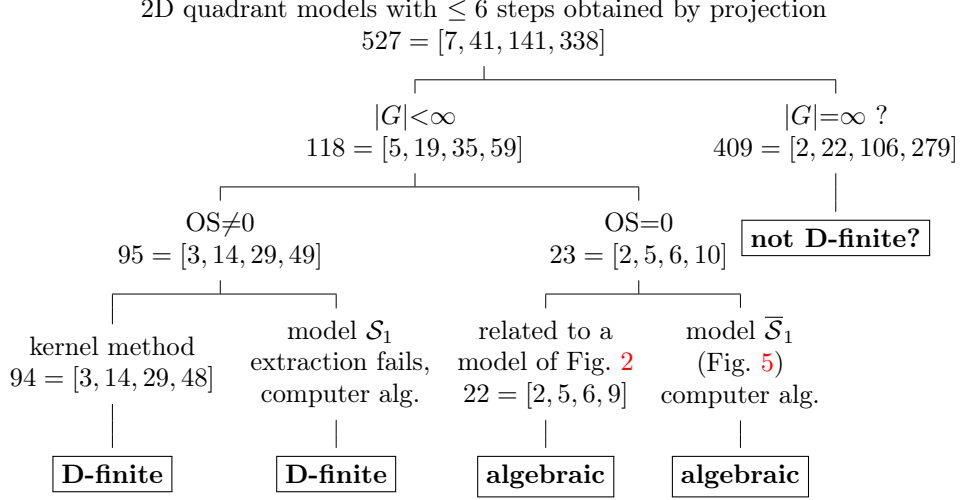 2D quadrant models with ≤ 6 steps obtained by projection
527 = [7, 41, 141, 338]
|G|<∞
118 = [5, 19, 35, 59]
|G|=∞ ?
409 = [2, 22, 106, 279]
not D-finite?
OS≠0
95 = [3, 14, 29, 49]
OS=0
23 = [2, 5, 6, 10]
kernel method
94 = [3, 14, 29, 48]
D-finite
model S₁
extraction fails,
computer alg.
D-finite
related to a
model of Fig. 2
22 = [2, 5, 6, 9]
algebraic
model S̅₁
(Fig. 5)
computer alg.
algebraic